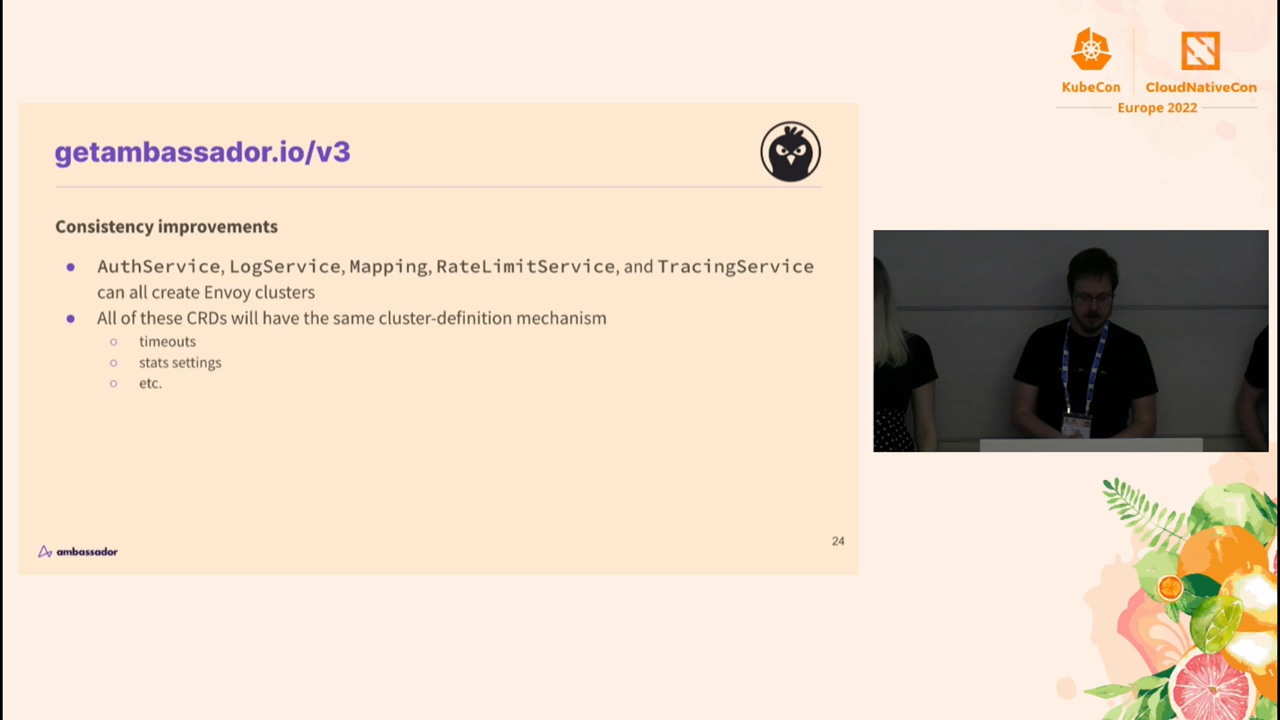 KubeCon
CloudNativeCon
Europe 2022
getambassador.io/v3
Consistency improvements
AuthService, LogService, Mapping, RateLimitService, and TracingService
can all create Envoy clusters
All of these CRDs will have the same cluster-definition mechanism
timeouts
stats settings
etc.
ambassador
24